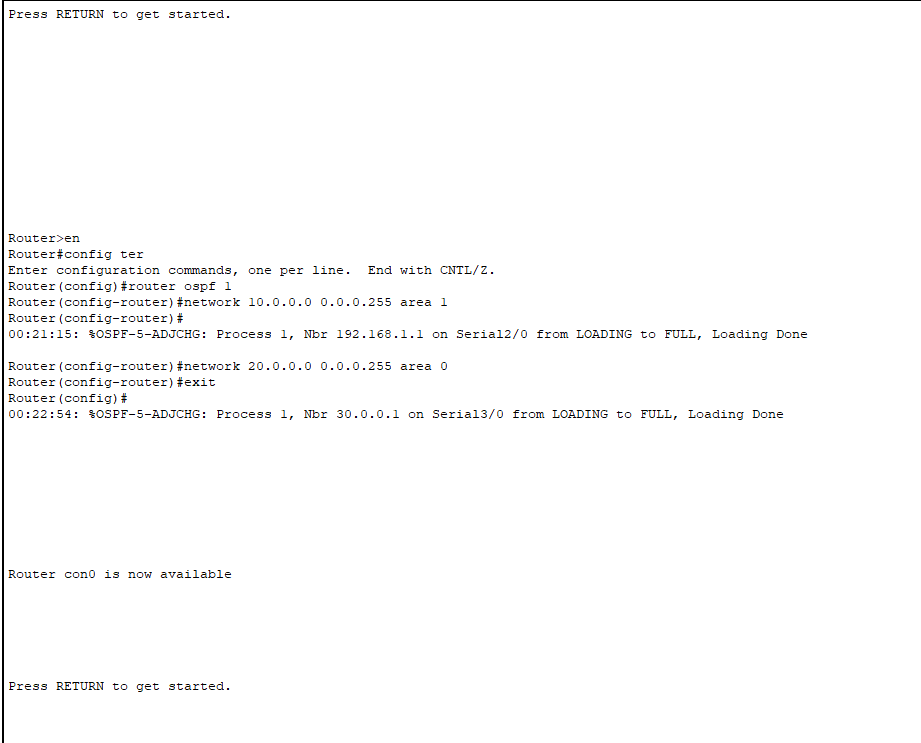 Press RETURN to get started.
Router>en
Router#config ter
Enter configuration commands, one per line.  End with CNTL/Z.
Router(config)#router ospf 1
Router(config-router)#network 10.0.0.0 0.0.0.255 area 1
Router(config-router)#
00:21:15: %OSPF-5-ADJCHG: Process 1, Nbr 192.168.1.1 on Serial2/0 from LOADING to FULL, Loading Done
Router(config-router)#network 20.0.0.0 0.0.0.255 area 0
Router(config-router)#exit
Router(config)#
00:22:54: %OSPF-5-ADJCHG: Process 1, Nbr 30.0.0.1 on Serial3/0 from LOADING to FULL, Loading Done
Router con0 is now available
Press RETURN to get started.